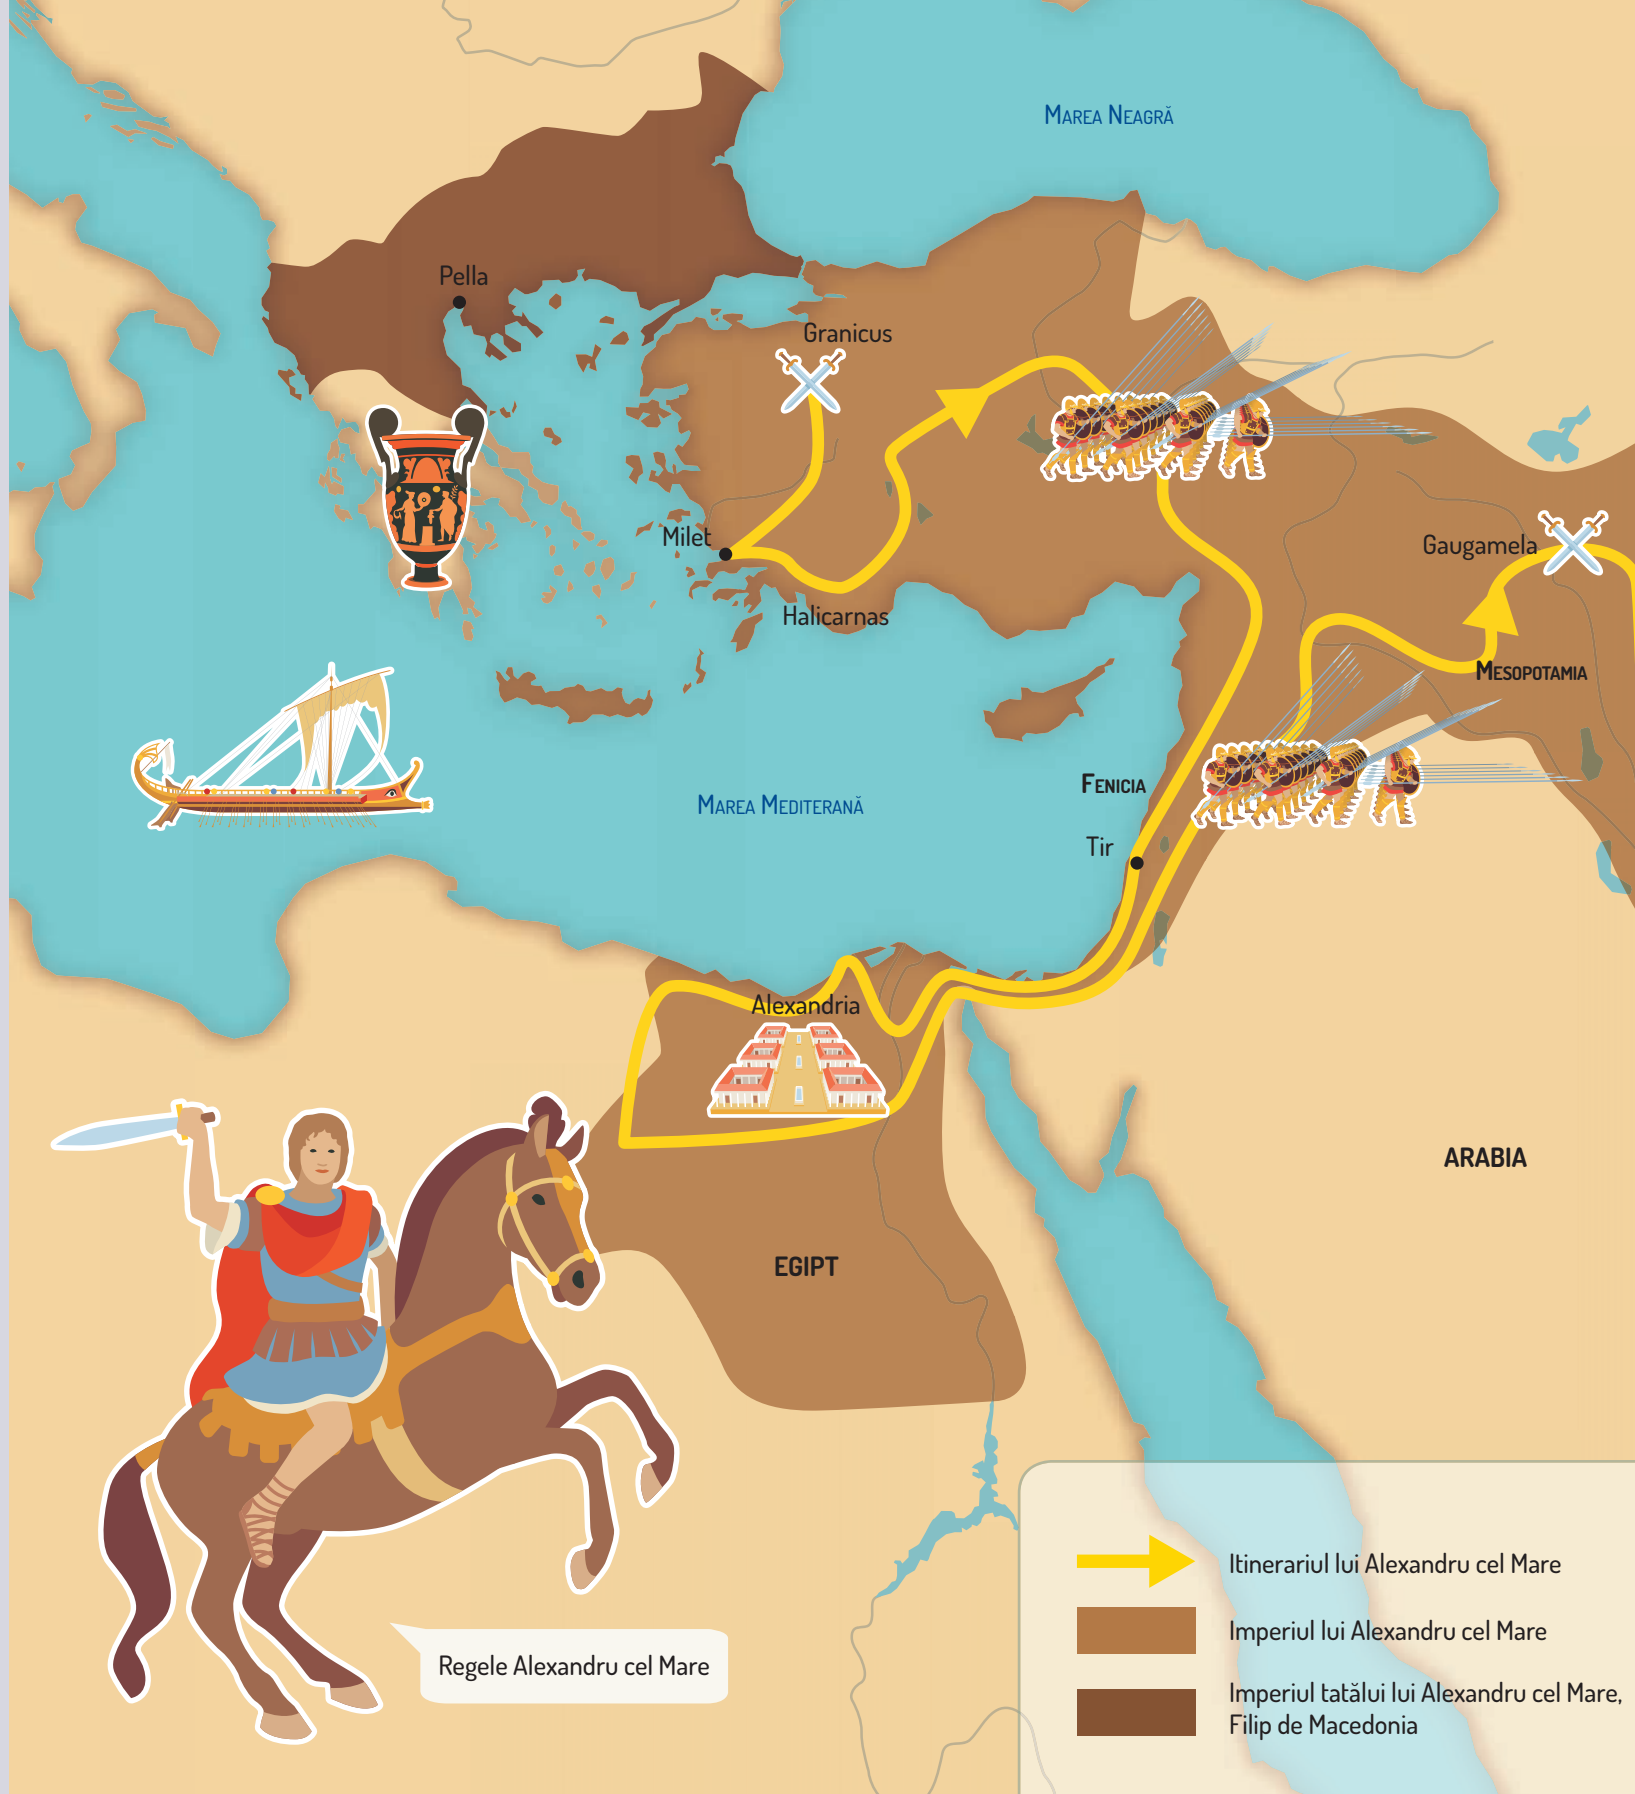 Marea Neagră
Pella
Granicus
Milet
Gaugamela
Halicarnas
Mesopotamia
Fenicia
Marea Mediterană
Tir
Alexandria
ARABIA
EGIPT
Itinerariul lui Alexandru cel Mare
Imperiul lui Alexandru cel Mare
Regele Alexandru cel Mare
Imperiul tatălui lui Alexandru cel Mare,
Filip de Macedonia